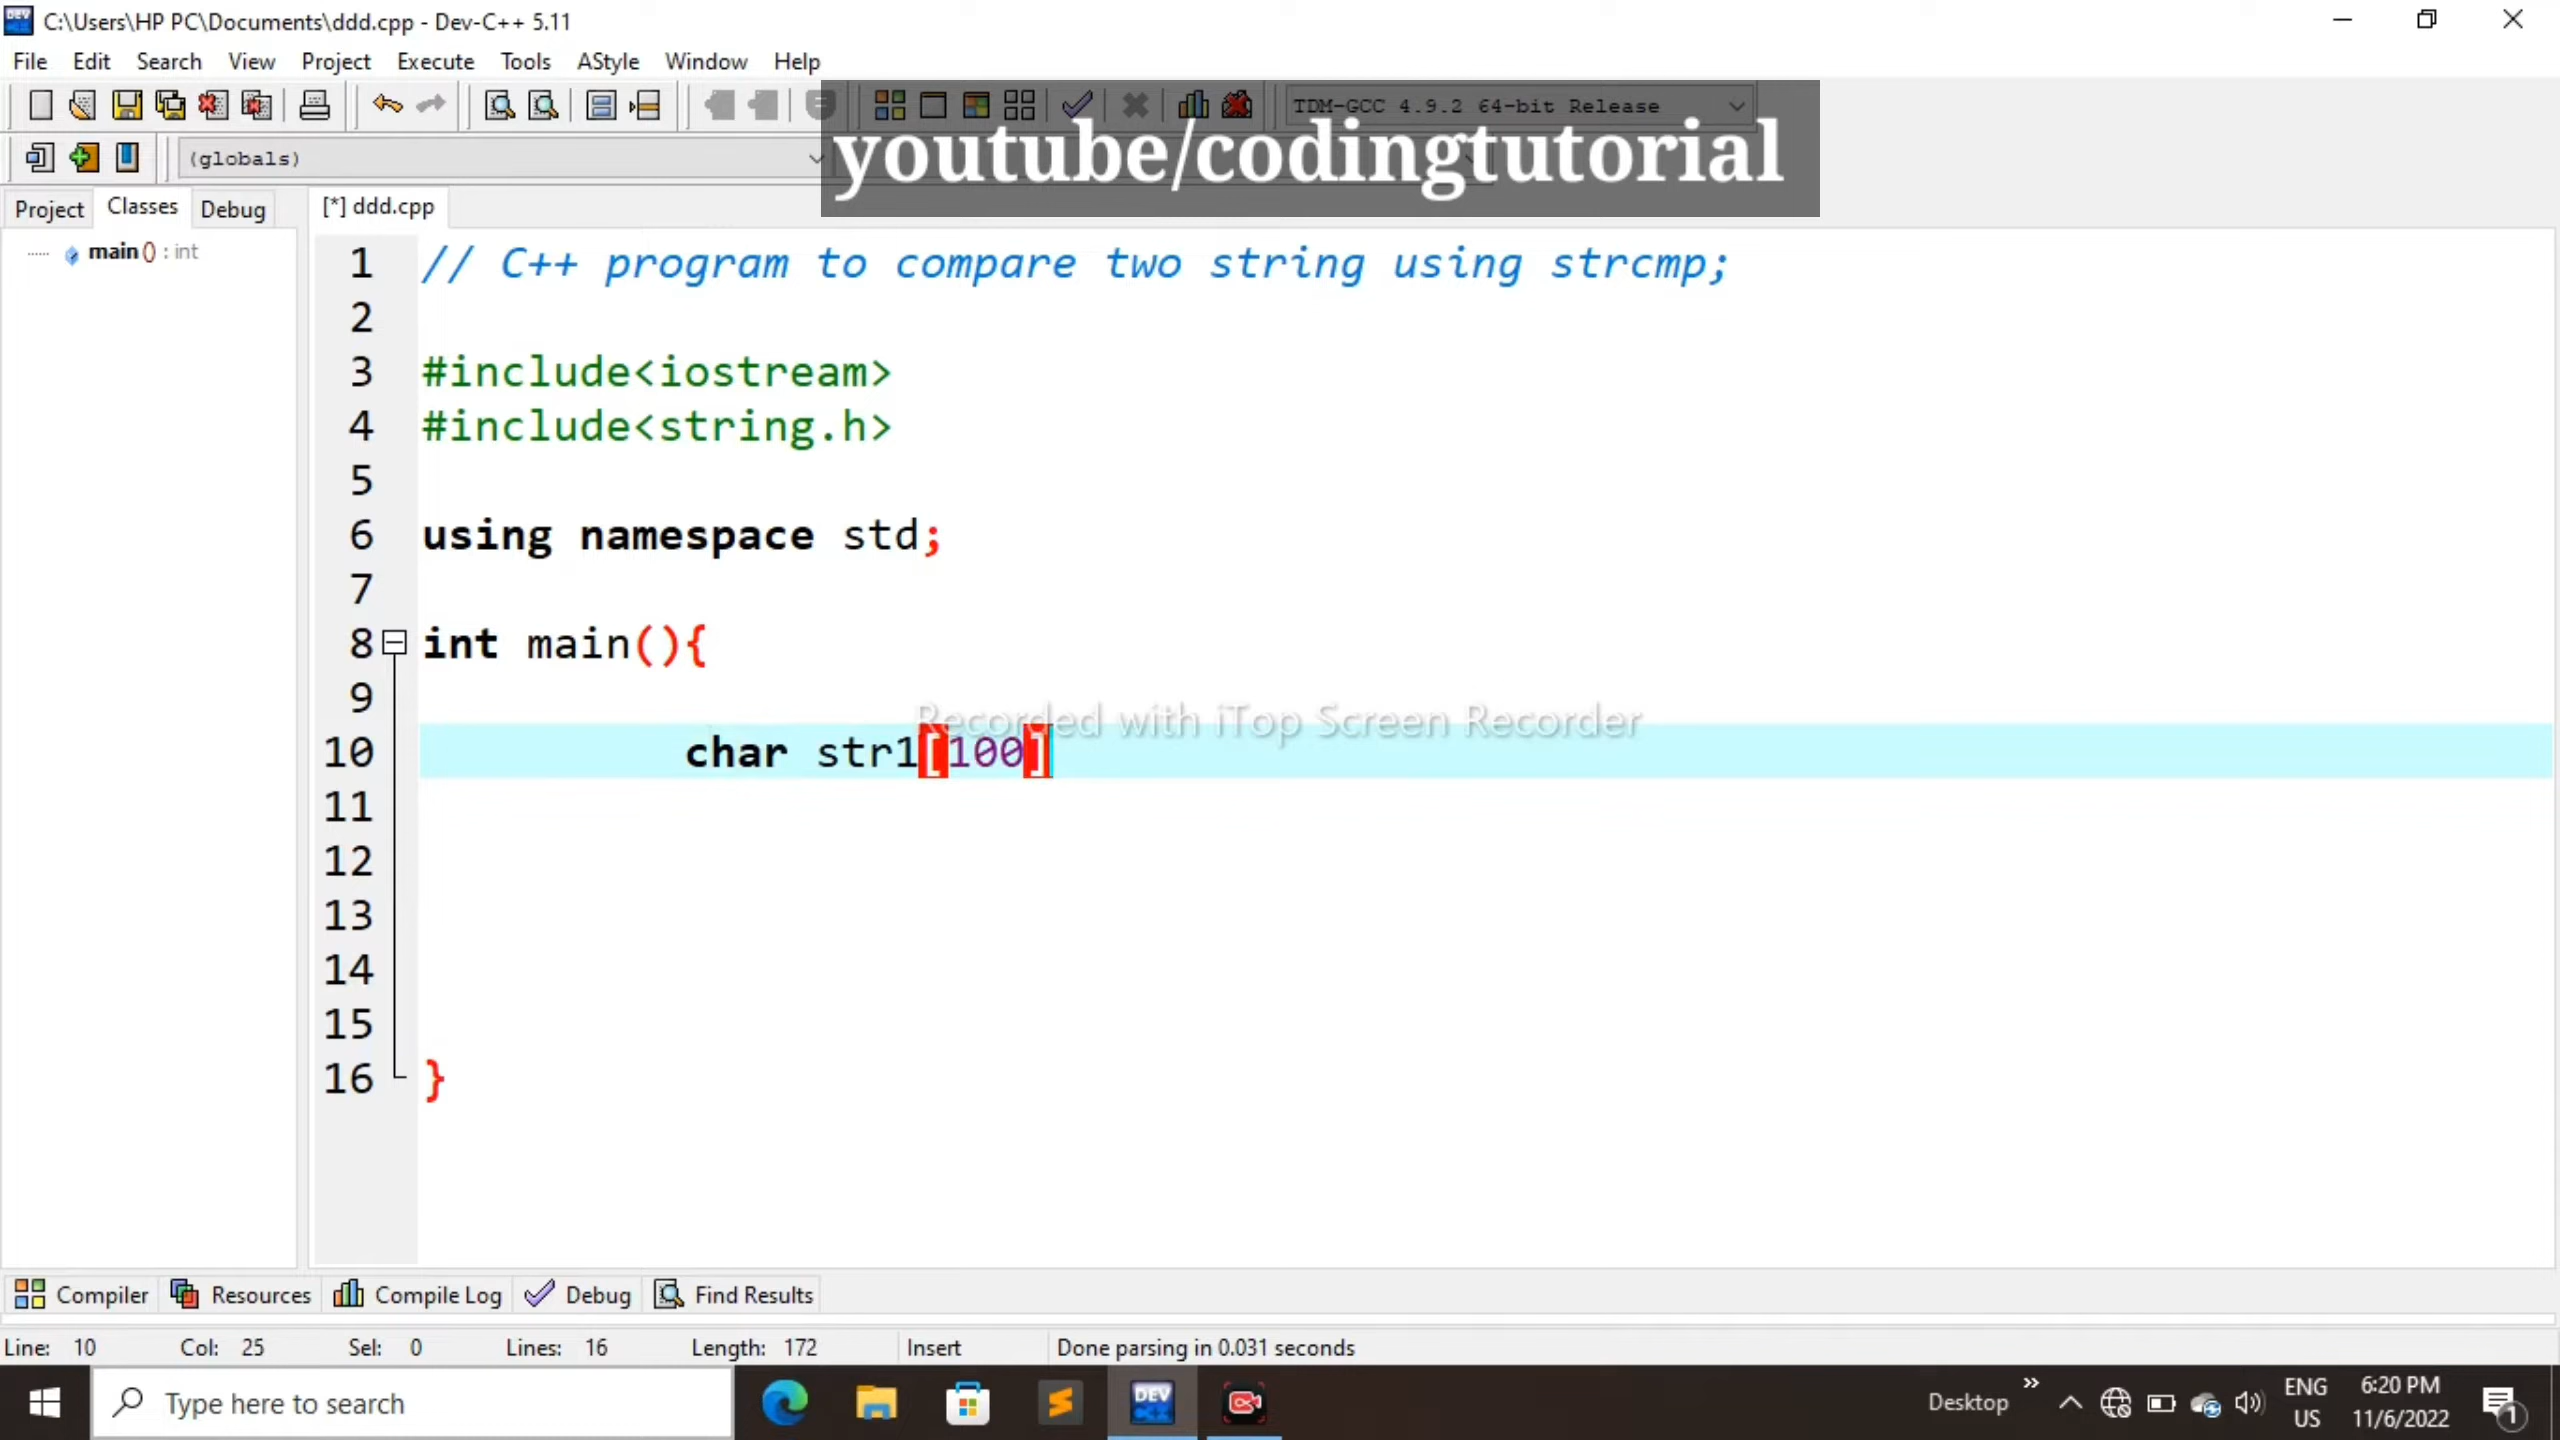 C:\Users\HP PC\Documents\ddd.cpp - Dev-C++ 5.11
File Edit Search View Project Execute Tools AStyle Window Help
TDM-GCC 4.9.2 64-bit Release
(globals)
youtube/codingtutorial
Project Classes Debug [*] ddd.cpp
main () : int
1 // C++ program to compare two string using strcmp;
2
3 #include<iostream>
4 #include<string.h>
5
6 using namespace std;
7
8 int main(){
9
Recorded with iTop Screen Recorder
10 char str1[100]
11
12
13
14
15
16 }
Compiler Resources Compile Log Debug Find Results
Line: 10 Col: 25 Sel: 0 Lines: 16 Length: 172 Insert Done parsing in 0.031 seconds
Type here to search
DEV C++
Desktop
ENG
US
6:20 PM
11/6/2022
1